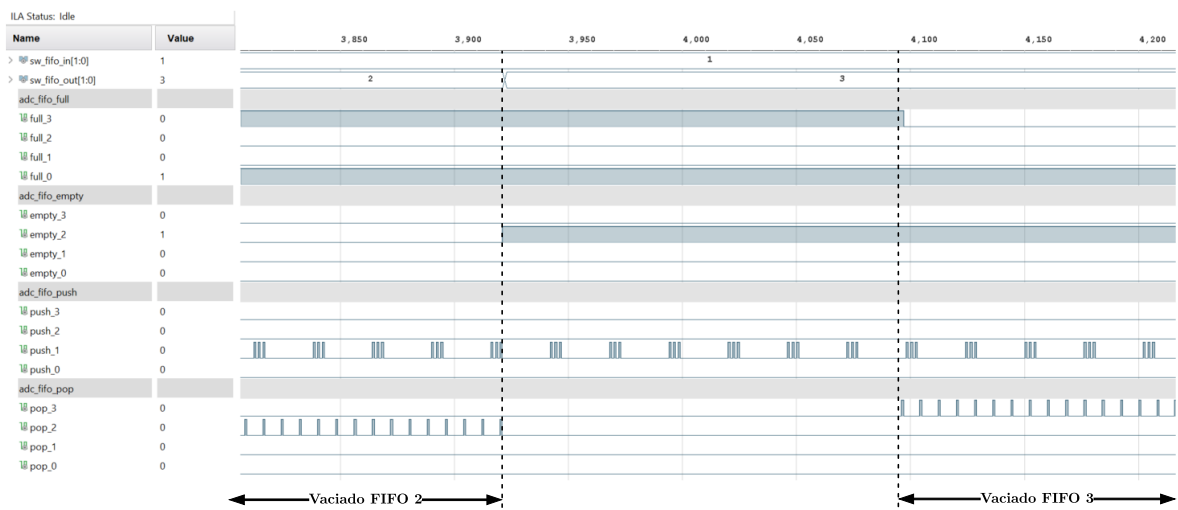 ILA Status: Idle
Name Value 3,850 3,900 3,950 4,000 4,050 4,100 4,150 4,200
sw_fifo_in[1:0] 1 1
sw_fifo_out[1:0] 3 2 3
adc_fifo_full
full_3 0
full_2 0
full_1 0
full_0 1
adc_fifo_empty
empty_3 0
empty_2 1
empty_1 0
empty_0 0
adc_fifo_push
push_3 0
push_2 0
push_1 0
push_0 0
adc_fifo_pop
pop_3 0
pop_2 0
pop_1 0
pop_0 0
Vaciado FIFO 2 Vaciado FIFO 3